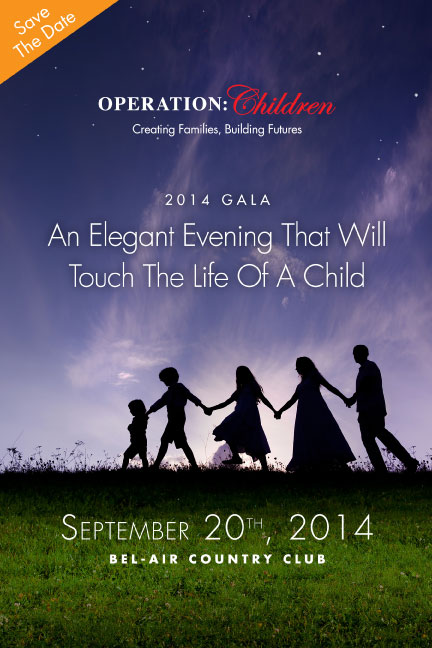 Save
The Date
OPERATION:Children
Creating Families, Building Futures
2014 GALA
An Elegant Evening That Will
Touch The Life Of A Child
SEPTEMBER 20TH, 2014
BEL-AIR COUNTRY CLUB